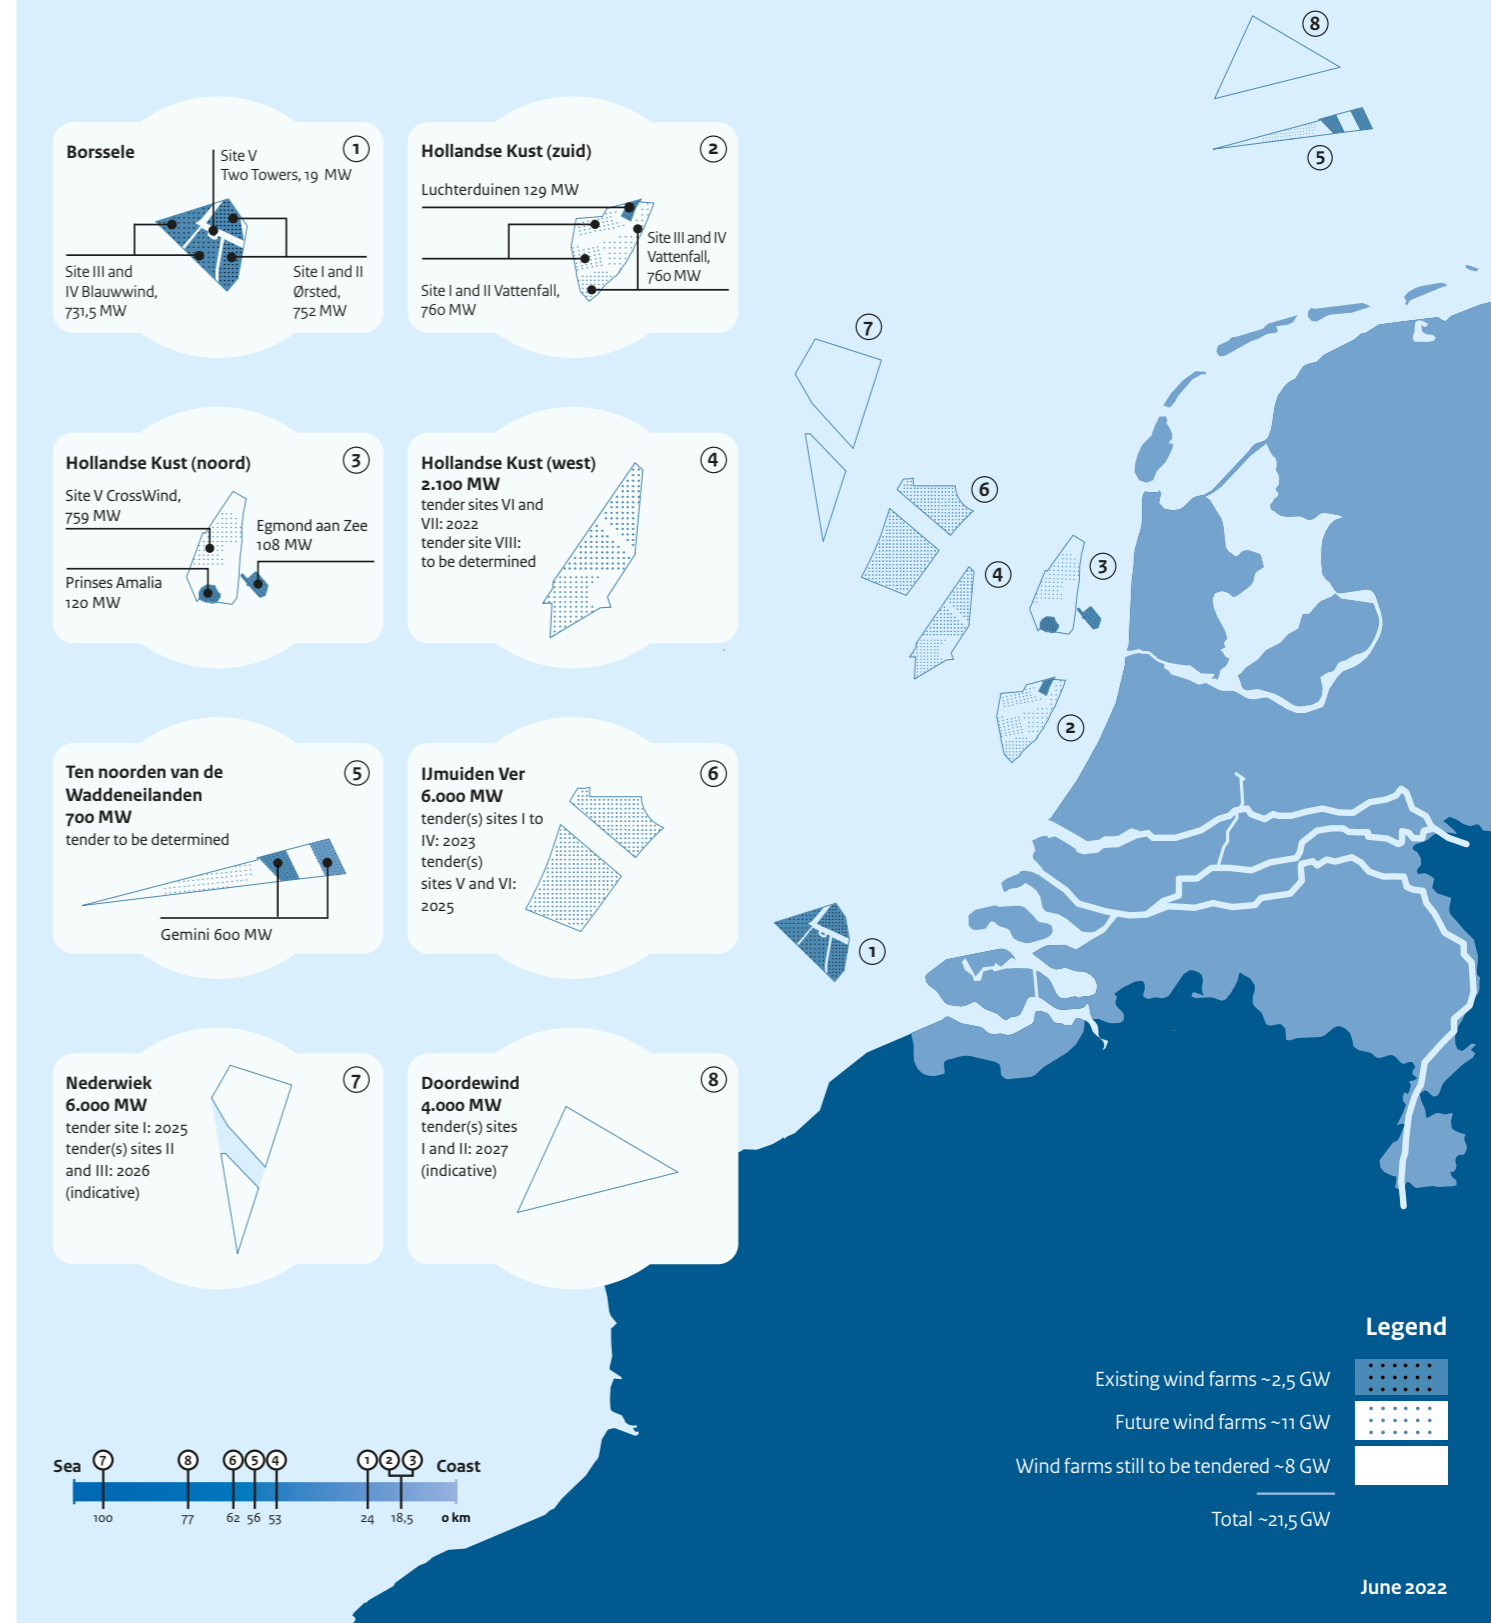 Borssele
1
Site V
Two Towers, 19 MW
Site III and
IV Blauwwind,
731,5 MW
Site I and II
Ørsted,
752 MW
Hollandse Kust (zuid)
2
Luchterduinen 129 MW
Site III and IV
Vattenfall,
760 MW
Site I and II Vattenfall,
760 MW
Hollandse Kust (noord)
3
Site V CrossWind,
759 MW
Egmond aan Zee
108 MW
Prinses Amalia
120 MW
Hollandse Kust (west)
4
2.100 MW
tender sites VI and
VII: 2022
tender site VIII:
to be determined
Ten noorden van de
5
Waddeneilanden
700 MW
tender to be determined
Gemini 600 MW
IJmuiden Ver
6
6.000 MW
tender(s) sites I to
IV: 2023
tender(s)
sites V and VI:
2025
Nederwiek
7
6.000 MW
tender site I: 2025
tender(s) sites II
and III: 2026
(indicative)
Doordewind
8
4.000 MW
tender(s) sites
I and II: 2027
(indicative)
8
5
7
6
4
3
2
1
Sea 7 8 6 5 4 1 2 3 Coast
100 77 62 56 53 24 18,5 0 km
Legend
Existing wind farms ~2,5 GW
Future wind farms ~11 GW
Wind farms still to be tendered ~8 GW
Total ~21,5 GW
June 2022